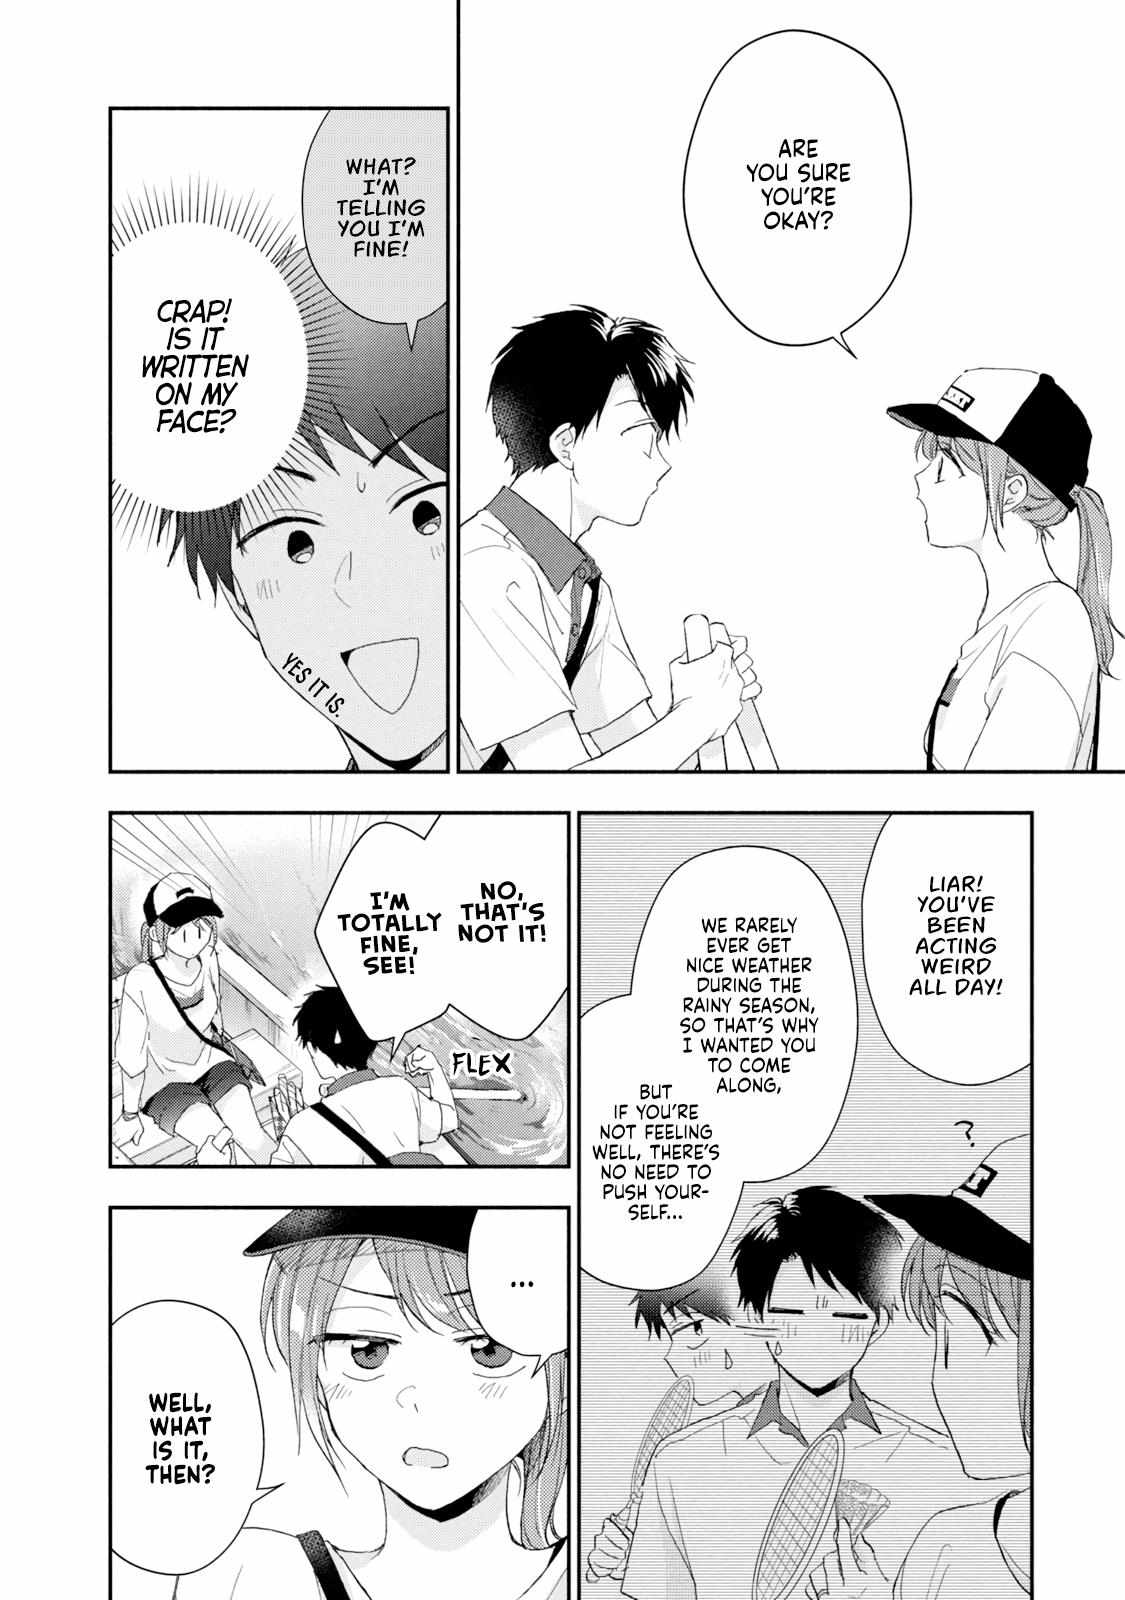 ARE
YOU SURE
YOU'RE
OKAY?
WHAT?
I'M
TELLING
YOU I'M
FINE!
CRAP!
IS IT
WRITTEN
ON MY
FACE?
YES IT IS.
LIAR!
YOU'VE
BEEN
ACTING
WEIRD
ALL DAY!
WE RARELY
EVER GET
NICE WEATHER
DURING THE
RAINY SEASON,
SO THAT'S WHY
I WANTED YOU
TO COME
ALONG,
BUT
IF YOU'RE
NOT FEELING
WELL, THERE'S
NO NEED TO
PUSH YOUR-
SELF...
?
NO,
THAT'S
NOT IT!
I'M
TOTALLY
FINE,
SEE!
FLEX
...
WELL,
WHAT
IS IT,
THEN?